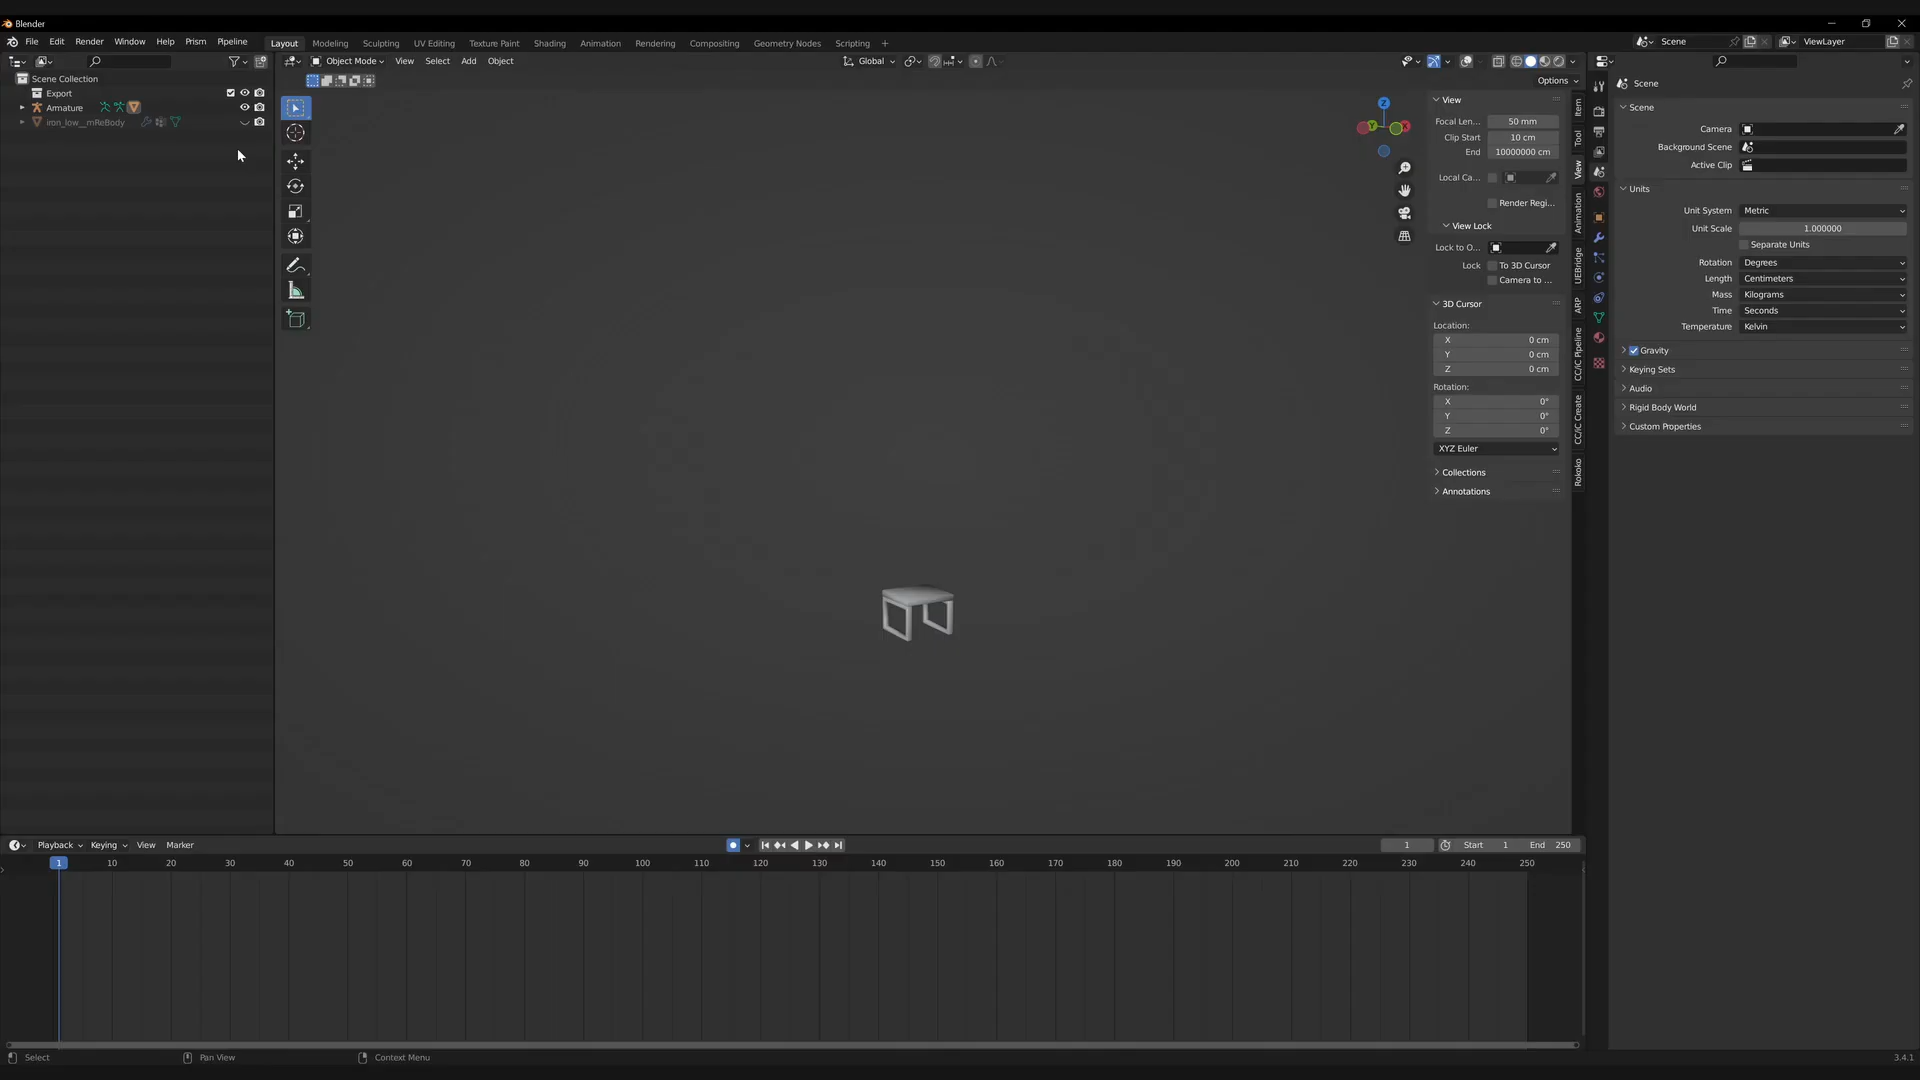 Blender
File Edit Render Window Help Prism Pipeline Layout Modeling Sculpting UV Editing Texture Paint Shading Animation Rendering Compositing Geometry Nodes Scripting + Scene ViewLayer
Object Mode View Select Add Object Global
Options
Scene Collection
Export
Armature
iron_low__mReBody
Z
Y
X
View
Focal Len... 50 mm
Clip Start 10 cm
End 10000000 cm
Local Ca...
Render Regi...
View Lock
Lock to O...
Lock To 3D Cursor
Camera to ...
3D Cursor
Location:
X 0 cm
Y 0 cm
Z 0 cm
Rotation:
X 0°
Y 0°
Z 0°
XYZ Euler
Collections
Annotations
Item
Tool
View
Animation
UEBridge
ARP
CC/iC Pipeline
CC/iC Create
Rokoko
Scene
Scene
Camera
Background Scene
Active Clip
Units
Unit System Metric
Unit Scale 1.000000
Separate Units
Rotation Degrees
Length Centimeters
Mass Kilograms
Time Seconds
Temperature Kelvin
Gravity
Keying Sets
Audio
Rigid Body World
Custom Properties
Playback Keying View Marker 1 Start 1 End 250
1 10 20 30 40 50 60 70 80 90 100 110 120 130 140 150 160 170 180 190 200 210 220 230 240 250
Select Pan View Context Menu 3.4.1